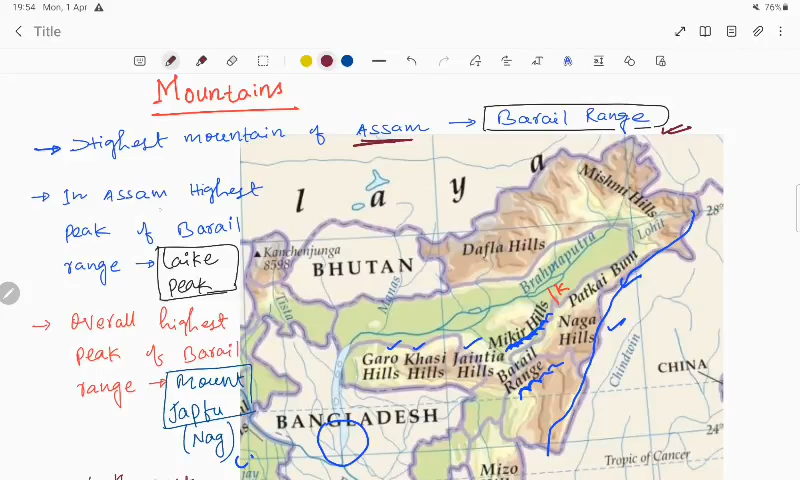 19:54 Mon, 1 Apr
76%
Title
Mountains
→ Highest mountain of Assam → Barail Range
→ In Assam Highest
peak of Barail
range → Laike
Peak
→ Overall highest
peak of Barail
range → Mount
Japfu
(Nag)
l a y a
Mishmi Hills
28°
Lohit
Dafla Hills
Kanchenjunga
8598
BHUTAN
Brahmaputra
Manas
Tista
Patkai Bum
1K
Mikir Hills
Naga
Hills
Garo Khasi Jaintia
Hills Hills Hills
Barail
Range
Chindwin
CHINA
BANGLADESH
24°
Tropic of Cancer
Mizo
Hills